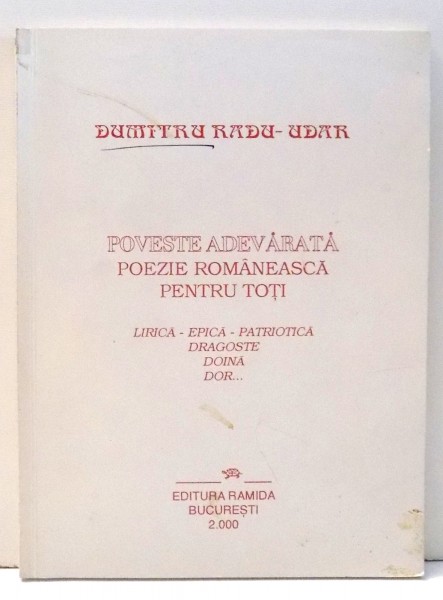 DUMITRU RADU- UDAR
POVESTE ADEVĂRATĂ
POEZIE ROMÂNEASCĂ
PENTRU TOȚI
LIRICĂ - EPICĂ - PATRIOTICĂ
DRAGOSTE
DOINĂ
DOR...
EDITURA RAMIDA
BUCUREȘTI
2.000